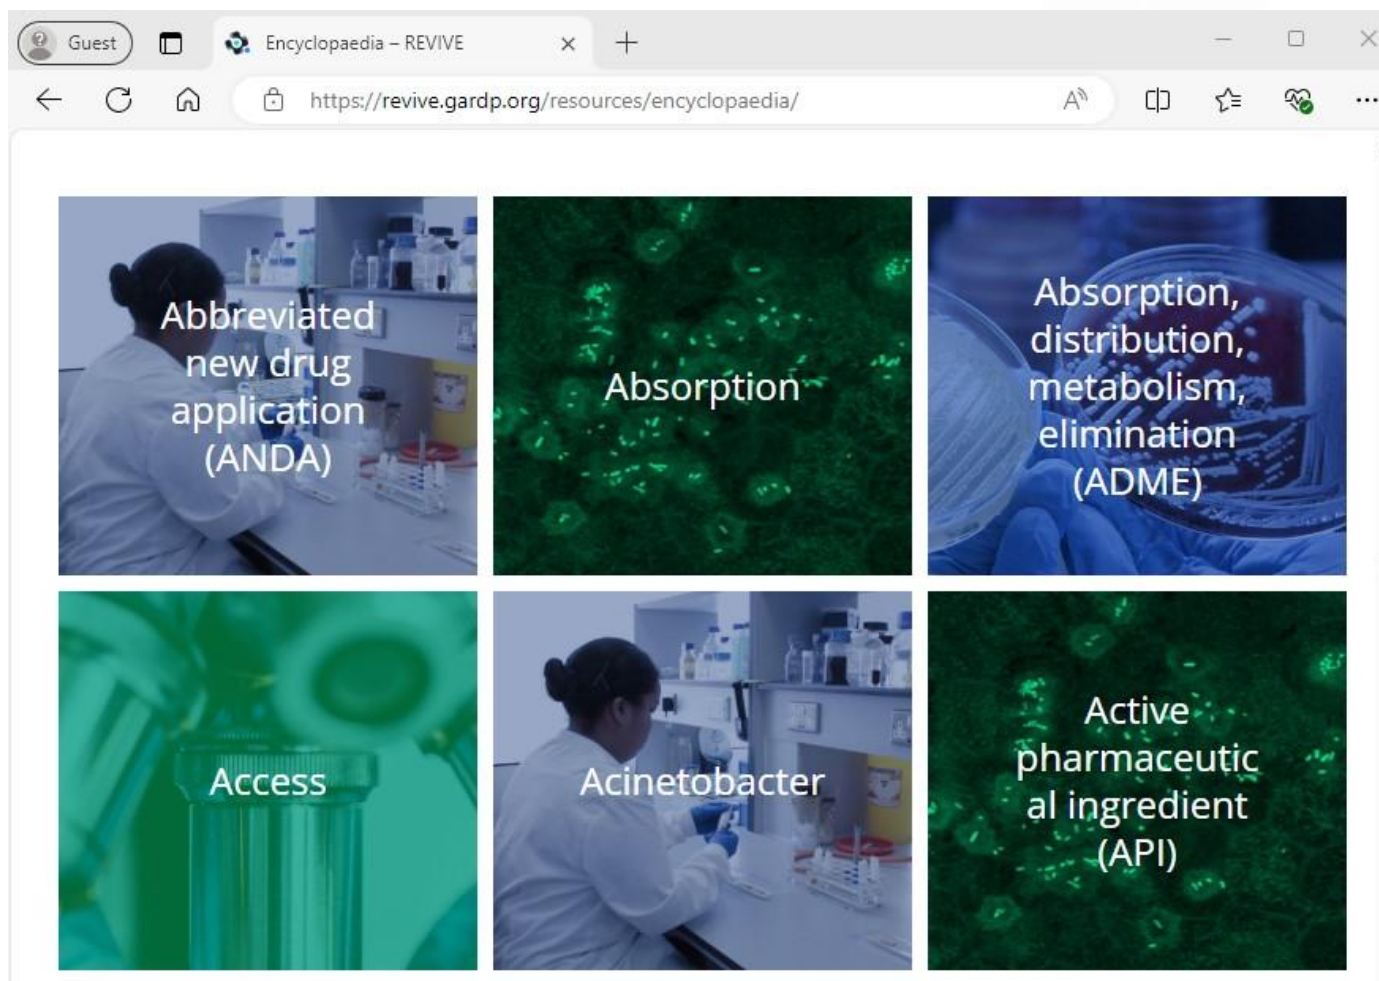 Guest
Encyclopaedia – REVIVE
https://revive.gardp.org/resources/encyclopaedia/
Abbreviated
new drug
application
(ANDA)
Absorption
Absorption,
distribution,
metabolism,
elimination
(ADME)
Access
Acinetobacter
Active
pharmaceutic
al ingredient
(API)